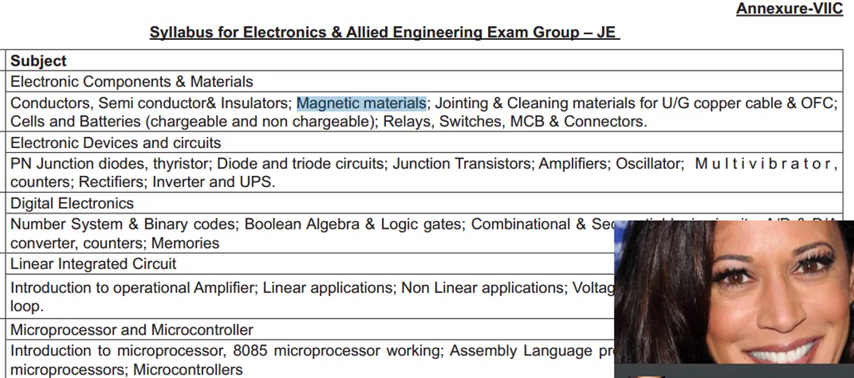 Annexure-VIIC
Syllabus for Electronics & Allied Engineering Exam Group – JE
Subject
Electronic Components & Materials
Conductors, Semi conductor& Insulators; Magnetic materials; Jointing & Cleaning materials for U/G copper cable & OFC;
Cells and Batteries (chargeable and non chargeable); Relays, Switches, MCB & Connectors.
Electronic Devices and circuits
PN Junction diodes, thyristor; Diode and triode circuits; Junction Transistors; Amplifiers; Oscillator; Multivibrator,
counters; Rectifiers; Inverter and UPS.
Digital Electronics
Number System & Binary codes; Boolean Algebra & Logic gates; Combinational &
converter, counters; Memories
Linear Integrated Circuit
Introduction to operational Amplifier; Linear applications; Non Linear applications;
loop.
Microprocessor and Microcontroller
Introduction to microprocessor, 8085 microprocessor working; Assembly Language
microprocessors; Microcontrollers